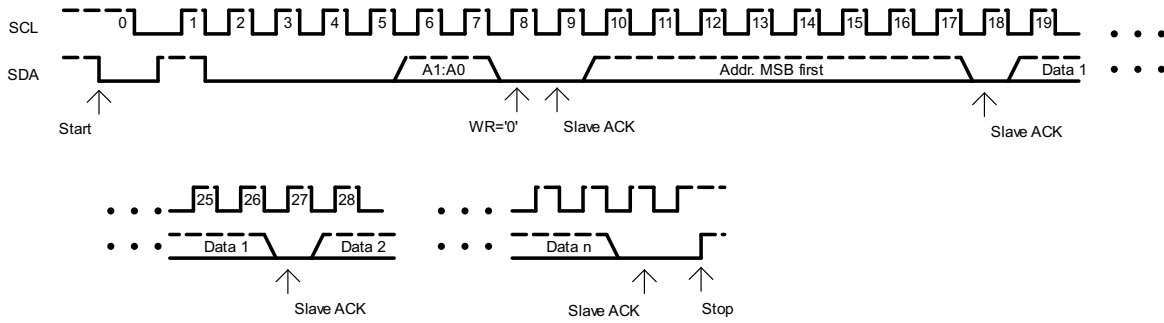 SCL 0 1 2 3 4 5 6 7 8 9 10 11 12 13 14 15 16 17 18 19
SDA A1:A0 Addr. MSB first Data 1
Start WR='0' Slave ACK Slave ACK
25 26 27 28
Data 1 Data 2 Data n
Slave ACK Slave ACK Stop